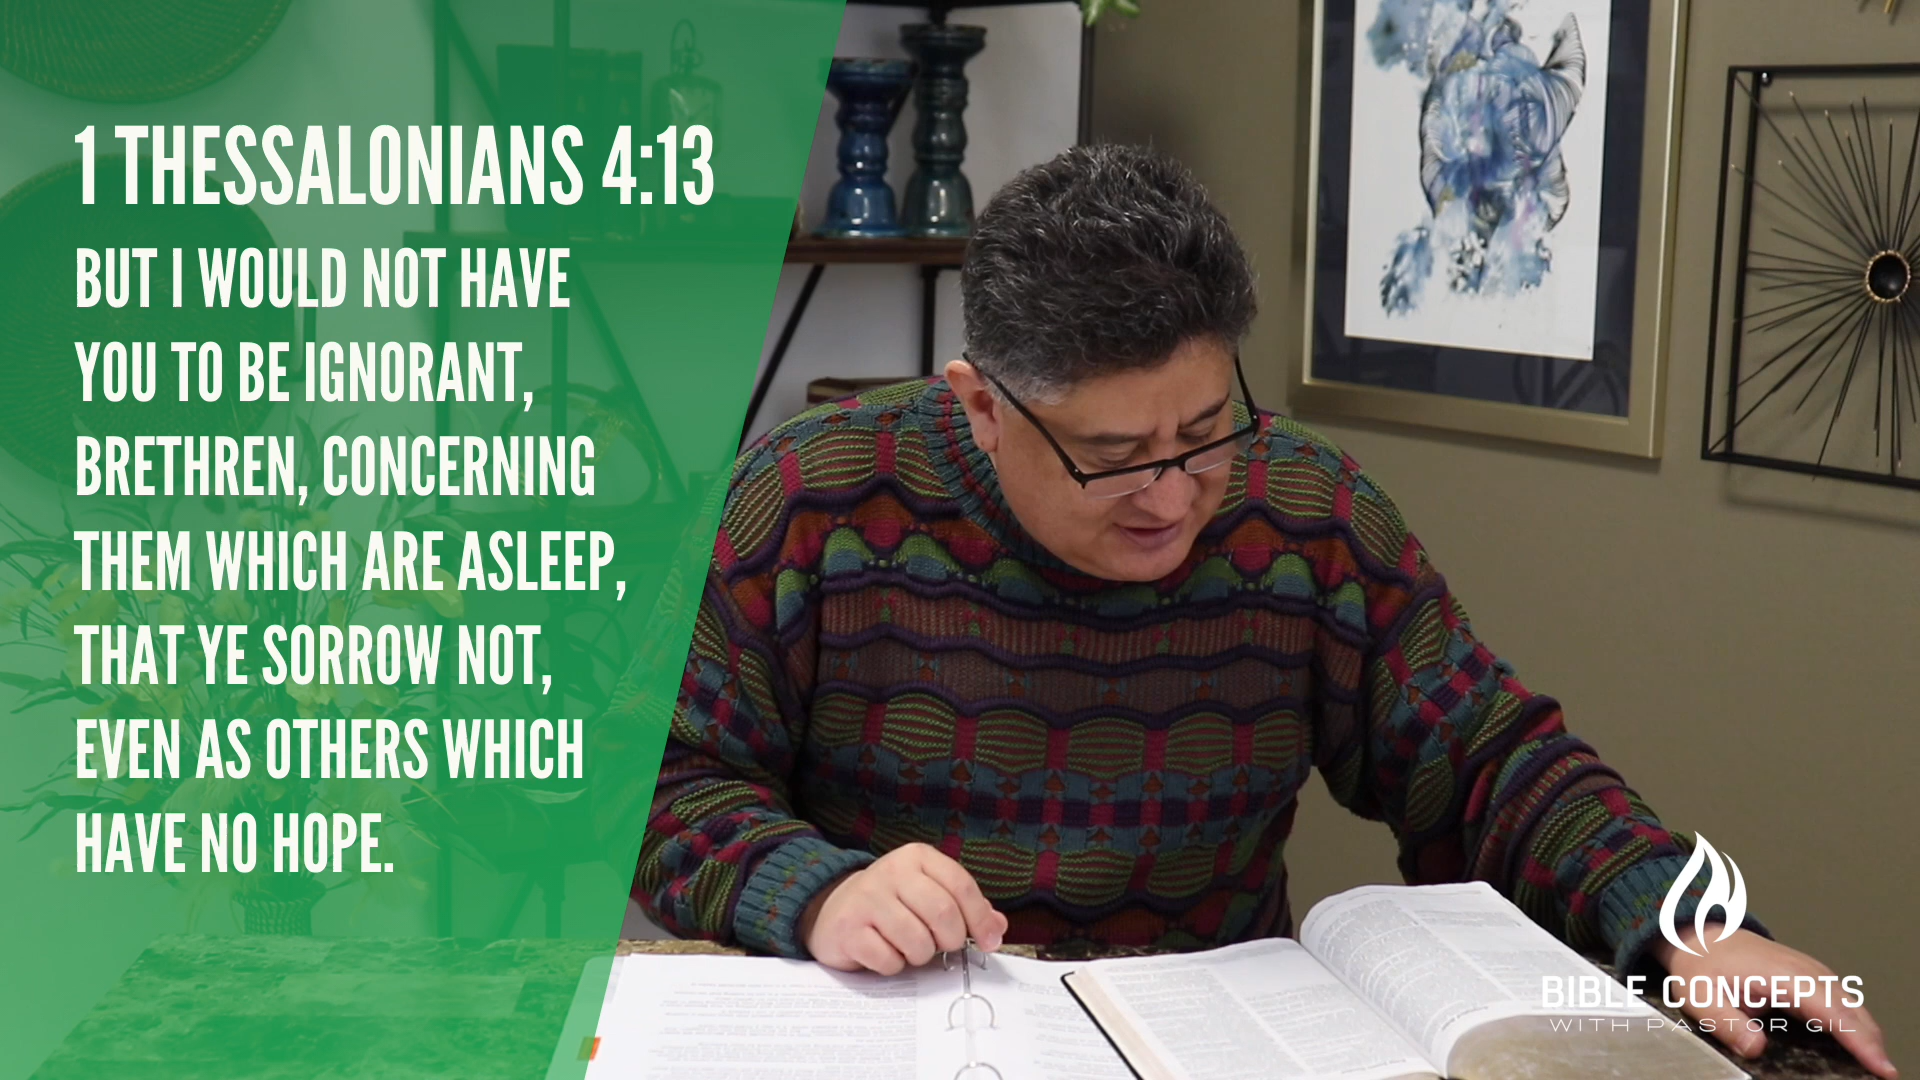 1 THESSALONIANS 4:13
BUT I WOULD NOT HAVE
YOU TO BE IGNORANT,
BRETHREN, CONCERNING
THEM WHICH ARE ASLEEP,
THAT YE SORROW NOT,
EVEN AS OTHERS WHICH
HAVE NO HOPE.
BIBLE CONCEPTS
WITH PASTOR GIL